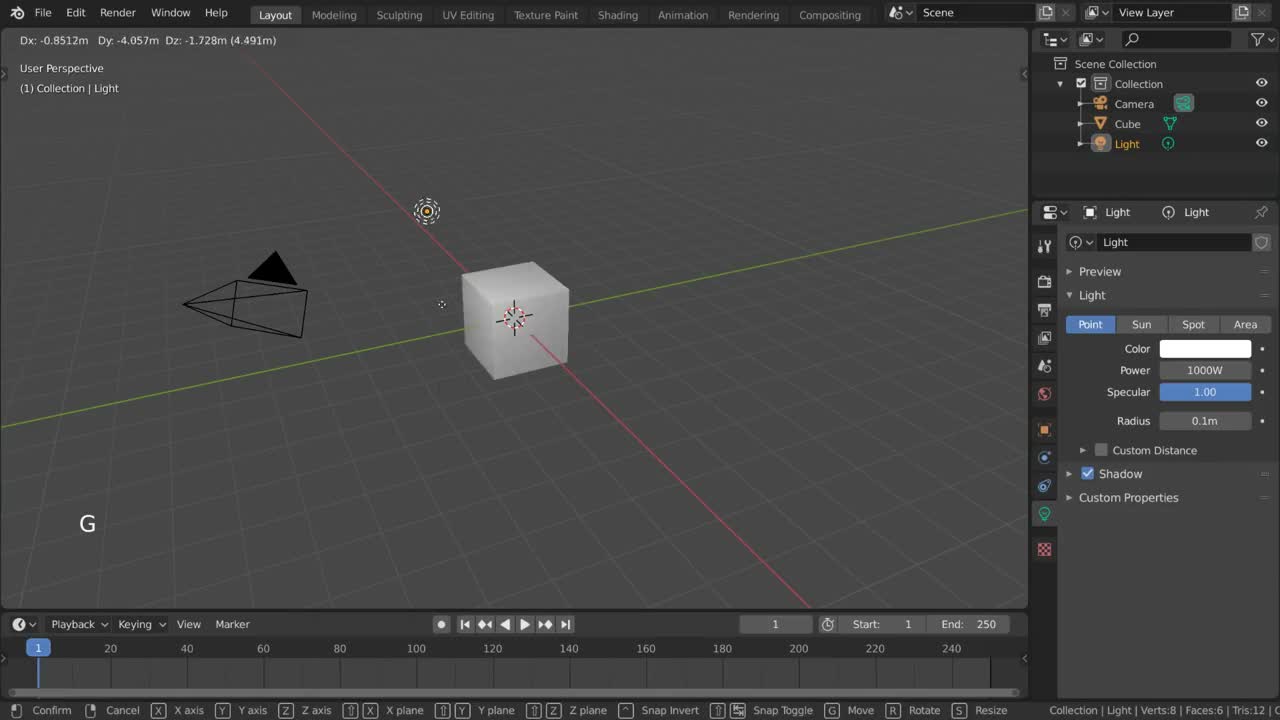 File Edit Render Window Help Layout Modeling Sculpting UV Editing Texture Paint Shading Animation Rendering Compositing Scene View Layer
Dx: -0.8512m Dy: -4.057m Dz: -1.728m (4.491m)
User Perspective
(1) Collection | Light
Scene Collection
Collection
Camera
Cube
Light
Light Light
Light
Preview
Light
Point Sun Spot Area
Color
Power 1000W
Specular 1.00
Radius 0.1m
Custom Distance
Shadow
Custom Properties
G
Playback Keying View Marker 1 Start: 1 End: 250
1 20 40 60 80 100 120 140 160 180 200 220 240
Confirm Cancel X X axis Y Y axis Z Z axis X X plane Y Y plane Z Z plane Snap Invert Snap Toggle G Move R Rotate S Resize Collection | Light | Verts:8 | Faces:6 | Tris:12 |